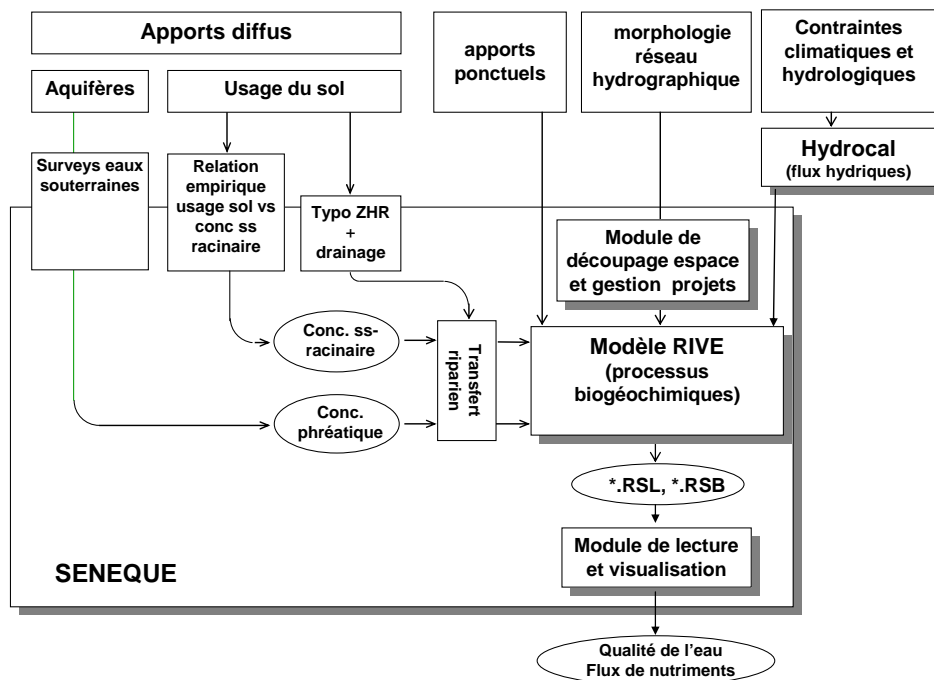 Apports diffus
apports
ponctuels
morphologie
réseau
hydrographique
Contraintes
climatiques et
hydrologiques
Aquifères
Usage du sol
Hydrocal
(flux hydriques)
Surveys eaux
souterraines
Relation
empirique
usage sol vs
conc ss
racinaire
Typo ZHR
+
drainage
Module de
découpage espace
et gestion projets
Conc. ss-
racinaire
Transfert
riparien
Modèle RIVE
(processus
biogéochimiques)
Conc.
phréatique
*.RSL, *.RSB
Module de lecture
et visualisation
SENEQUE
Qualité de l’eau
Flux de nutriments